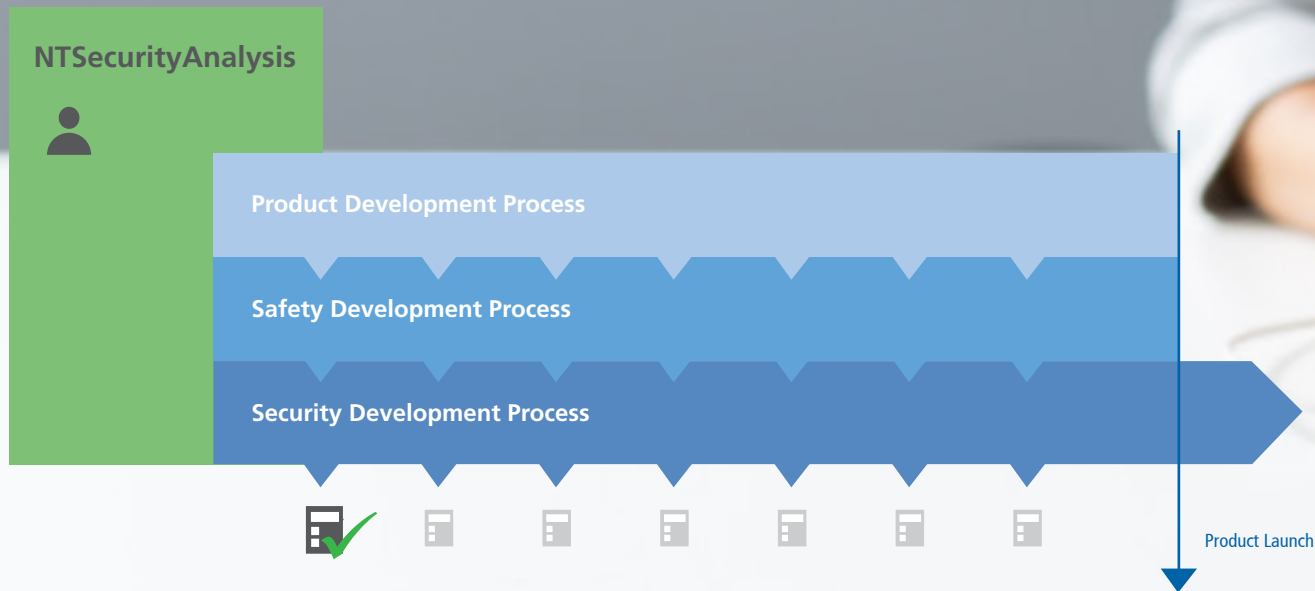 NTSecurityAnalysis
Product Development Process
Safety Development Process
Security Development Process
Product Launch